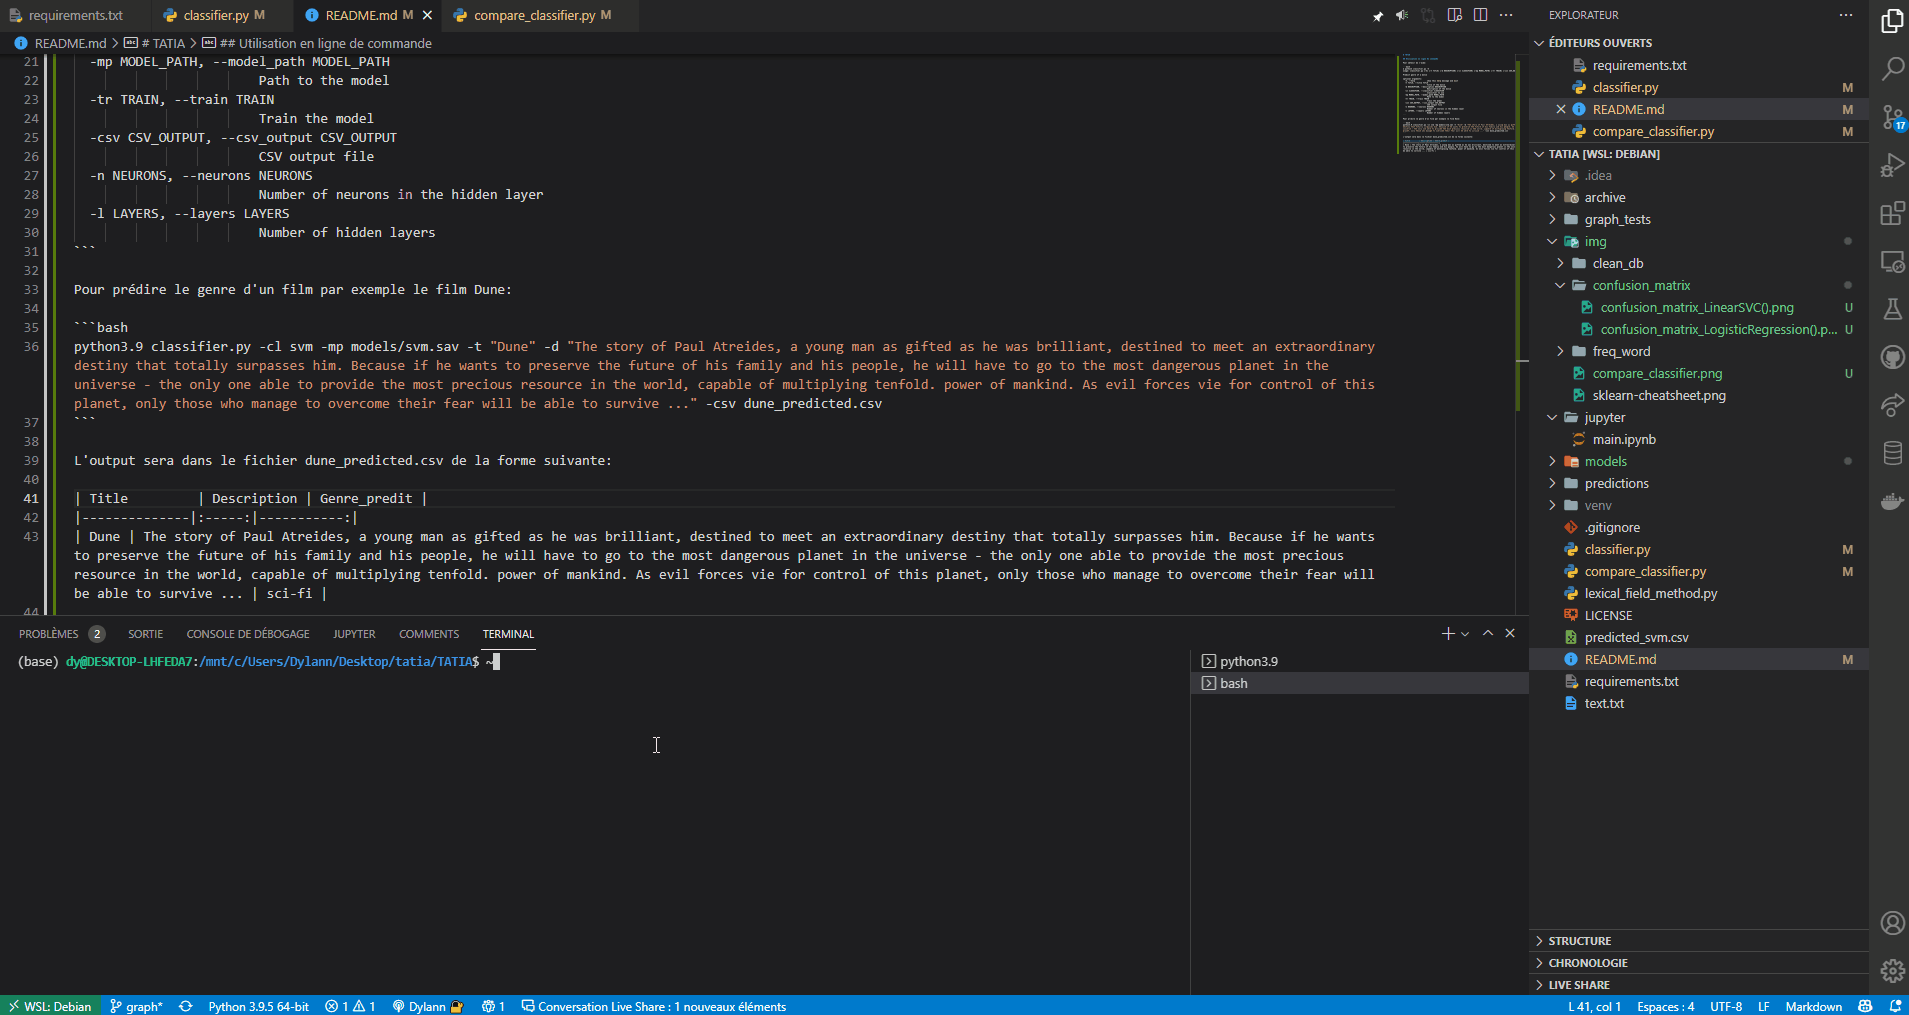 requirements.txt
classifier.py M
README.md M
compare_classifier.py M
README.md > # TATIA > ## Utilisation en ligne de commande
21 -mp MODEL_PATH, --model_path MODEL_PATH
22 Path to the model
23 -tr TRAIN, --train TRAIN
24 Train the model
25 -csv CSV_OUTPUT, --csv_output CSV_OUTPUT
26 CSV output file
27 -n NEURONS, --neurons NEURONS
28 Number of neurons in the hidden layer
29 -l LAYERS, --layers LAYERS
30 Number of hidden layers
31 ```
32
33 Pour prédire le genre d'un film par exemple le film Dune:
34
35 ```bash
36 python3.9 classifier.py -cl svm -mp models/svm.sav -t "Dune" -d "The story of Paul Atreides, a young man as gifted as he was brilliant, destined to meet an extraordinary
destiny that totally surpasses him. Because if he wants to preserve the future of his family and his people, he will have to go to the most dangerous planet in the
universe - the only one able to provide the most precious resource in the world, capable of multiplying tenfold. power of mankind. As evil forces vie for control of this
planet, only those who manage to overcome their fear will be able to survive ..." -csv dune_predicted.csv
37 ```
38
39 L'output sera dans le fichier dune_predicted.csv de la forme suivante:
40
41 | Title | Description | Genre_predit |
42 |--------------|:-----:|-----------:|
43 | Dune | The story of Paul Atreides, a young man as gifted as he was brilliant, destined to meet an extraordinary destiny that totally surpasses him. Because if he wants
to preserve the future of his family and his people, he will have to go to the most dangerous planet in the universe - the only one able to provide the most precious
resource in the world, capable of multiplying tenfold. power of mankind. As evil forces vie for control of this planet, only those who manage to overcome their fear will
be able to survive ... | sci-fi |
44
PROBLÈMES 2 SORTIE CONSOLE DE DÉBOGAGE JUPYTER COMMENTS TERMINAL
(base) dy@DESKTOP-LHFEDA7:/mnt/c/Users/Dylann/Desktop/tatia/TATIA$ ~
python3.9
bash
EXPLORATEUR
ÉDITEURS OUVERTS
requirements.txt
classifier.py M
README.md M
compare_classifier.py M
TATIA [WSL: DEBIAN]
.idea
archive
graph_tests
img
clean_db
confusion_matrix
confusion_matrix_LinearSVC().png U
confusion_matrix_LogisticRegression().p... U
freq_word
compare_classifier.png U
sklearn-cheatsheet.png
jupyter
main.ipynb
models
predictions
venv
.gitignore
classifier.py M
compare_classifier.py M
lexical_field_method.py
LICENSE
predicted_svm.csv
README.md M
requirements.txt
text.txt
STRUCTURE
CHRONOLOGIE
LIVE SHARE
17
WSL: Debian graph* Python 3.9.5 64-bit 1 1 Dylann 1 Conversation Live Share : 1 nouveaux éléments L 41, col 1 Espaces : 4 UTF-8 LF Markdown